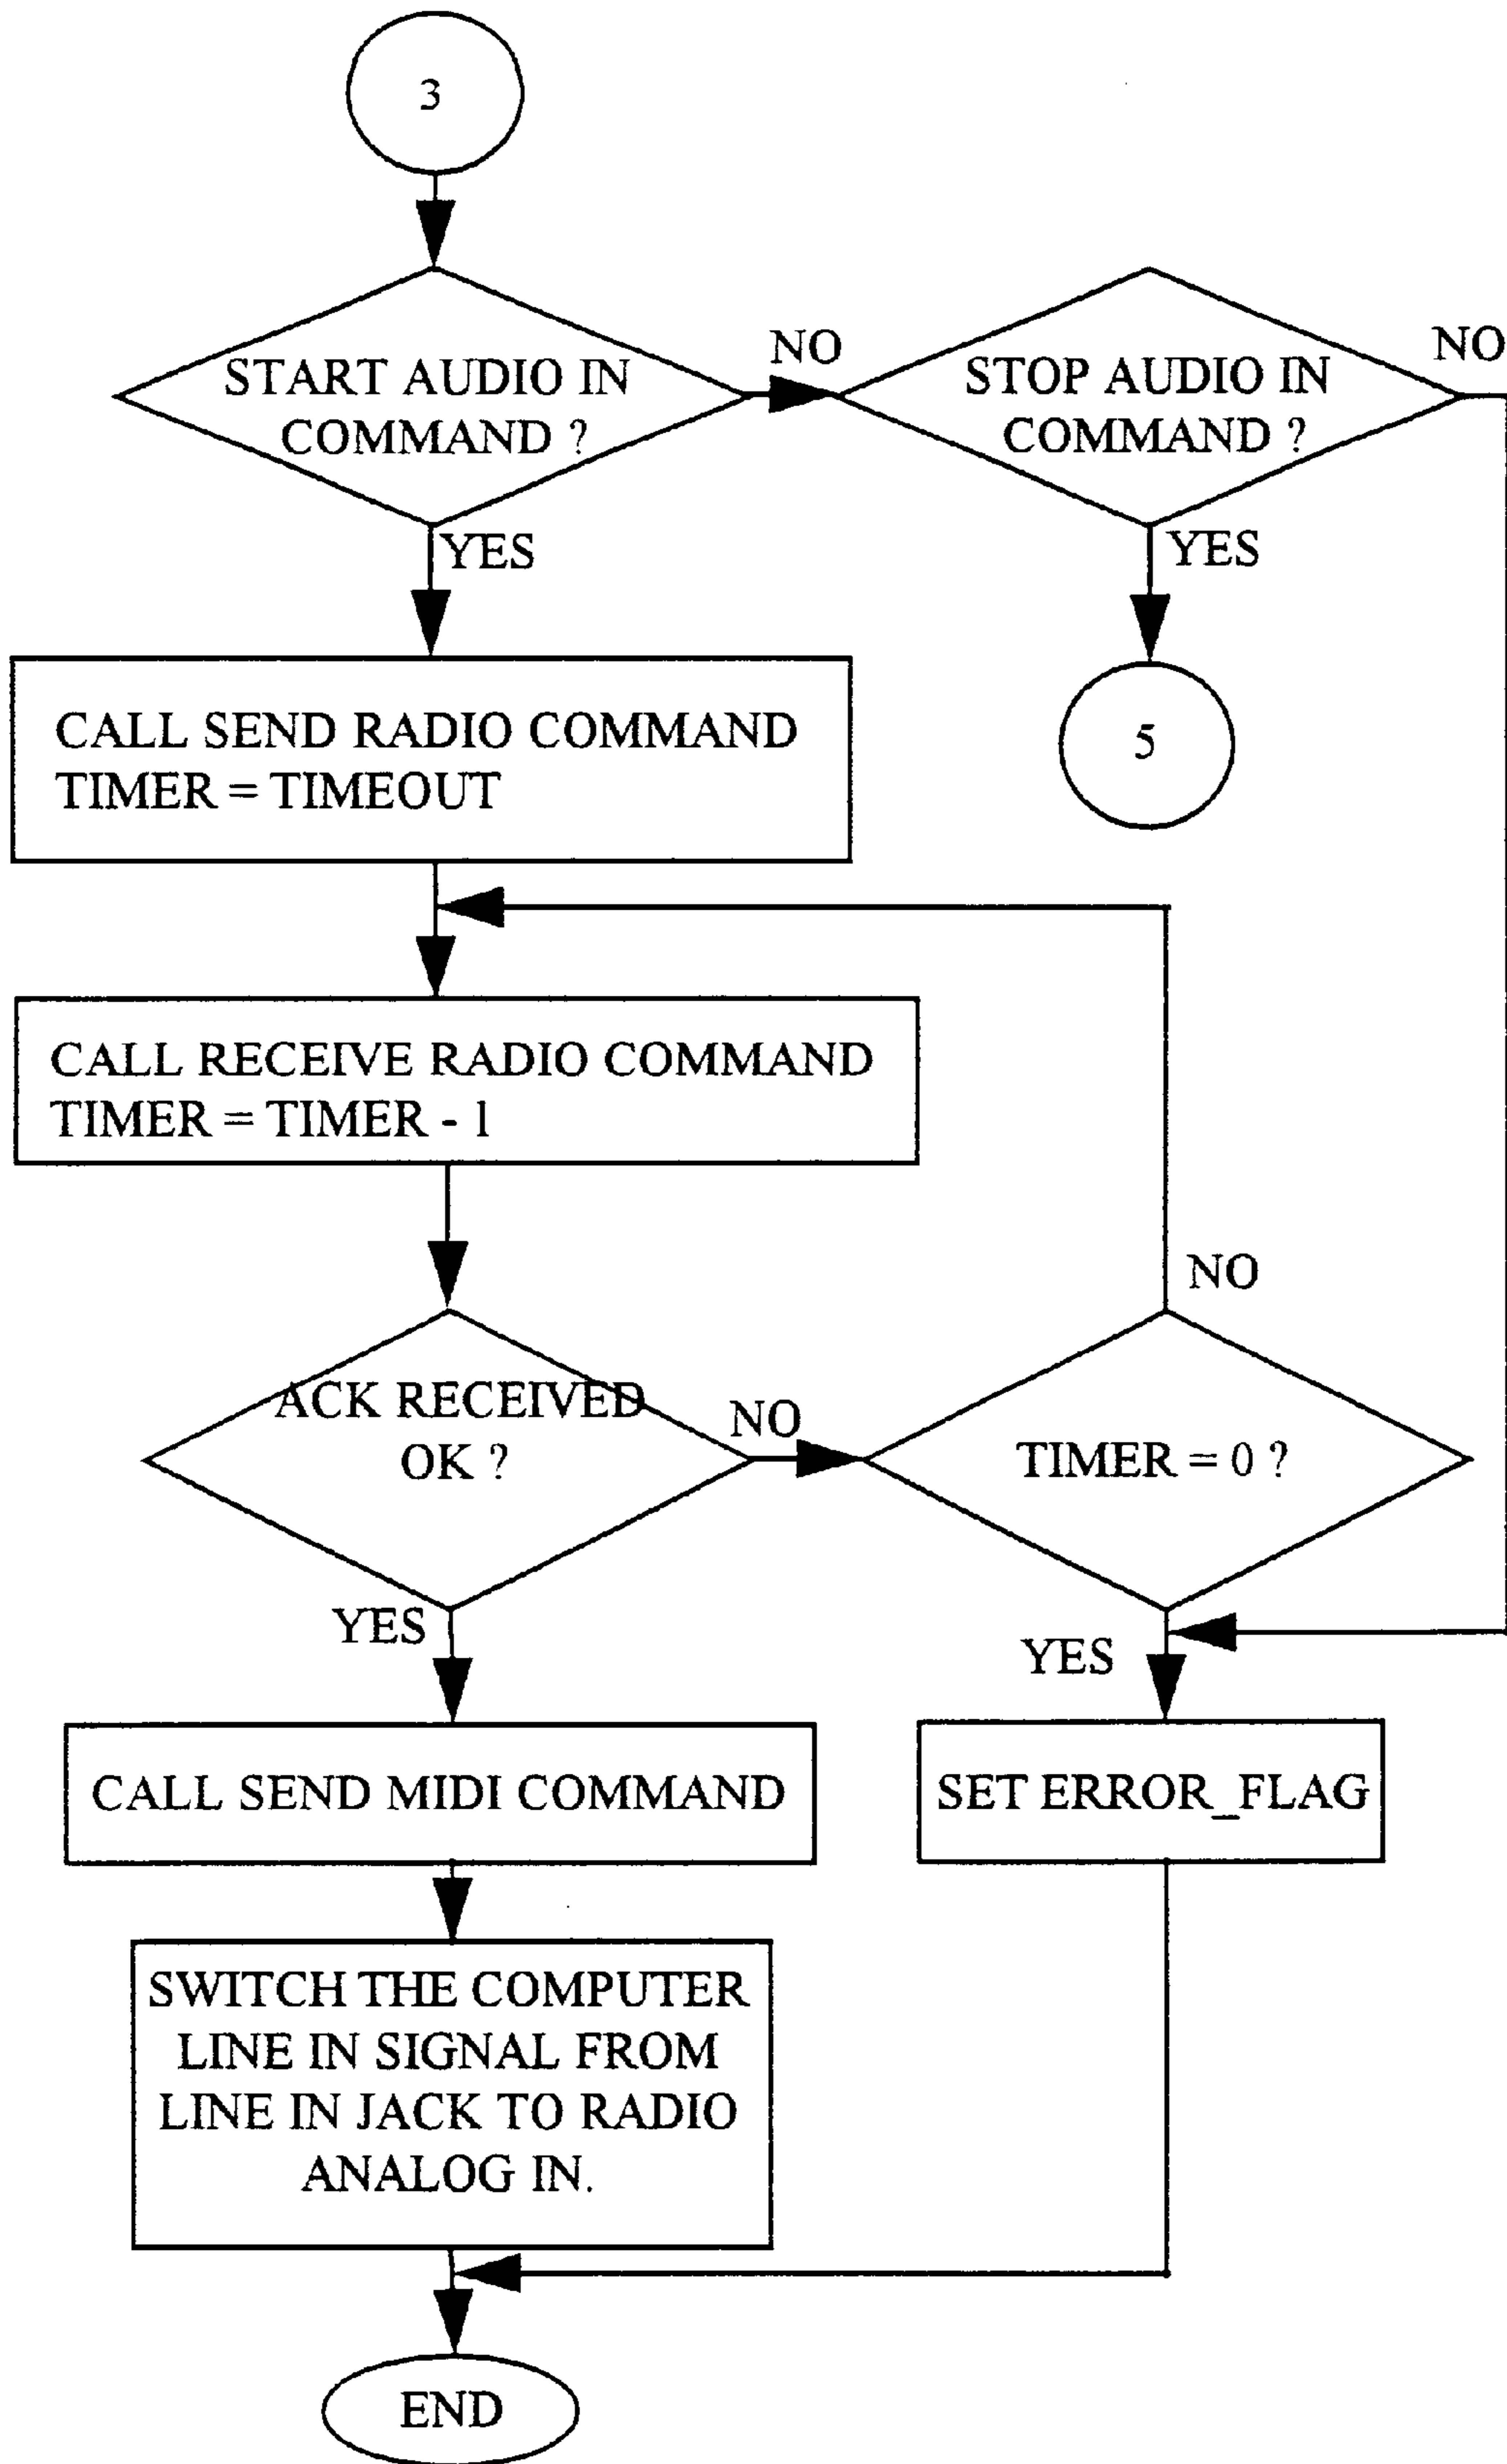 3
START AUDIO IN
COMMAND ?
NO
STOP AUDIO IN
COMMAND ?
NO
YES
YES
CALL SEND RADIO COMMAND
TIMER = TIMEOUT
5
CALL RECEIVE RADIO COMMAND
TIMER = TIMER - 1
NO
ACK RECEIVED
OK ?
NO
TIMER = 0 ?
YES
YES
CALL SEND MIDI COMMAND
SET ERROR_FLAG
SWITCH THE COMPUTER
LINE IN SIGNAL FROM
LINE IN JACK TO RADIO
ANALOG IN.
END